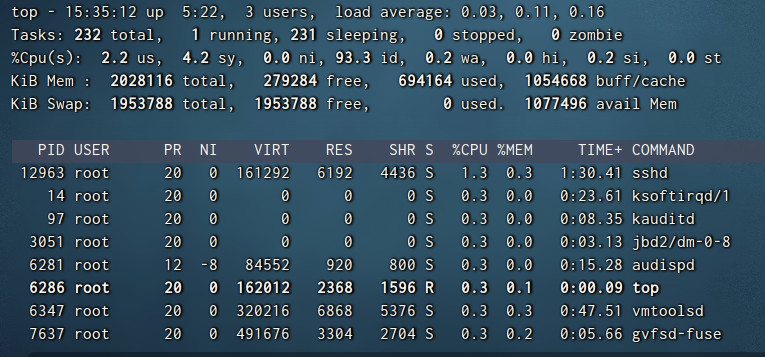 top - 15:35:12 up  5:22,  3 users,  load average: 0.03, 0.11, 0.16
Tasks: 232 total,   1 running, 231 sleeping,   0 stopped,   0 zombie
%Cpu(s):  2.2 us,  4.2 sy,  0.0 ni, 93.3 id,  0.2 wa,  0.0 hi,  0.2 si,  0.0 st
KiB Mem :  2028116 total,   279284 free,   694164 used,  1054668 buff/cache
KiB Swap:  1953788 total,  1953788 free,        0 used.  1077496 avail Mem
PID USER      PR  NI    VIRT    RES    SHR S  %CPU %MEM     TIME+ COMMAND
12963 root      20   0  161292   6192   4436 S   1.3  0.3   1:30.41 sshd
14 root      20   0       0      0      0 S   0.3  0.0   0:23.61 ksoftirqd/1
97 root      20   0       0      0      0 S   0.3  0.0   0:08.35 kauditd
3051 root      20   0       0      0      0 S   0.3  0.0   0:03.13 jbd2/dm-0-8
6281 root      12  -8   84552    920    800 S   0.3  0.0   0:15.28 audispd
6286 root      20   0  162012   2368   1596 R   0.3  0.1   0:00.09 top
6347 root      20   0  320216   6868   5376 S   0.3  0.3   0:47.51 vmtoolsd
7637 root      20   0  491676   3304   2704 S   0.3  0.2   0:05.66 gvfsd-fuse